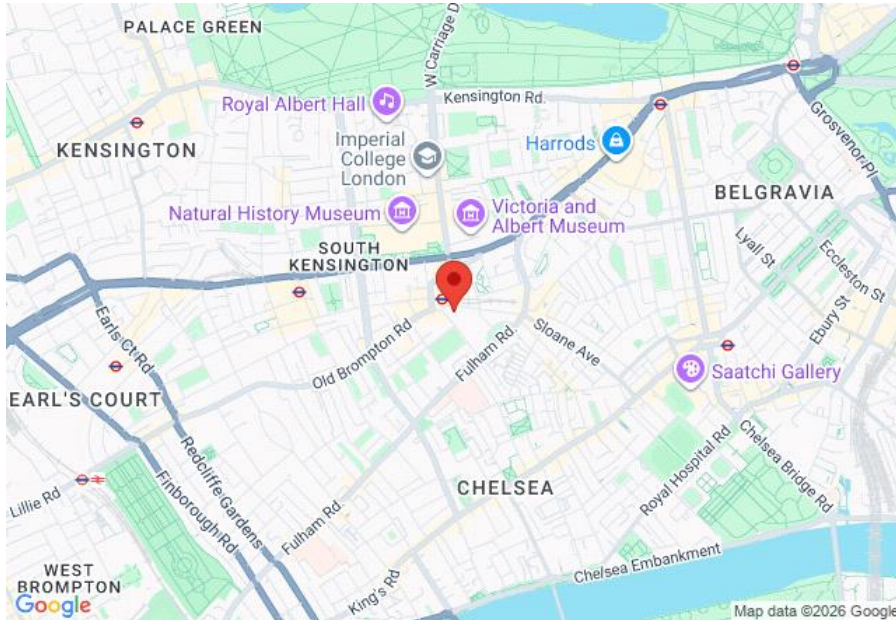 PALACE GREEN
W Carriage D
Royal Albert Hall
Kensington Rd.
Grosvenor Pl
Imperial
College
London
Harrods
KENSINGTON
BELGRAVIA
Natural History Museum
Victoria and
Albert Museum
SOUTH
KENSINGTON
Lyall St
Eccleston St
Ebury St
Earls Ct Rd
Old Brompton Rd
Fulham Rd.
Sloane Ave
Saatchi Gallery
EARL'S COURT
Redcliffe Gardens
Finborough Rd
Lillie Rd
CHELSEA
Royal Hospital Rd
Chelsea Bridge Rd
Fulham Rd.
King's Rd
Chelsea Embankment
WEST
BROMPTON
Google
Map data ©2026 Google